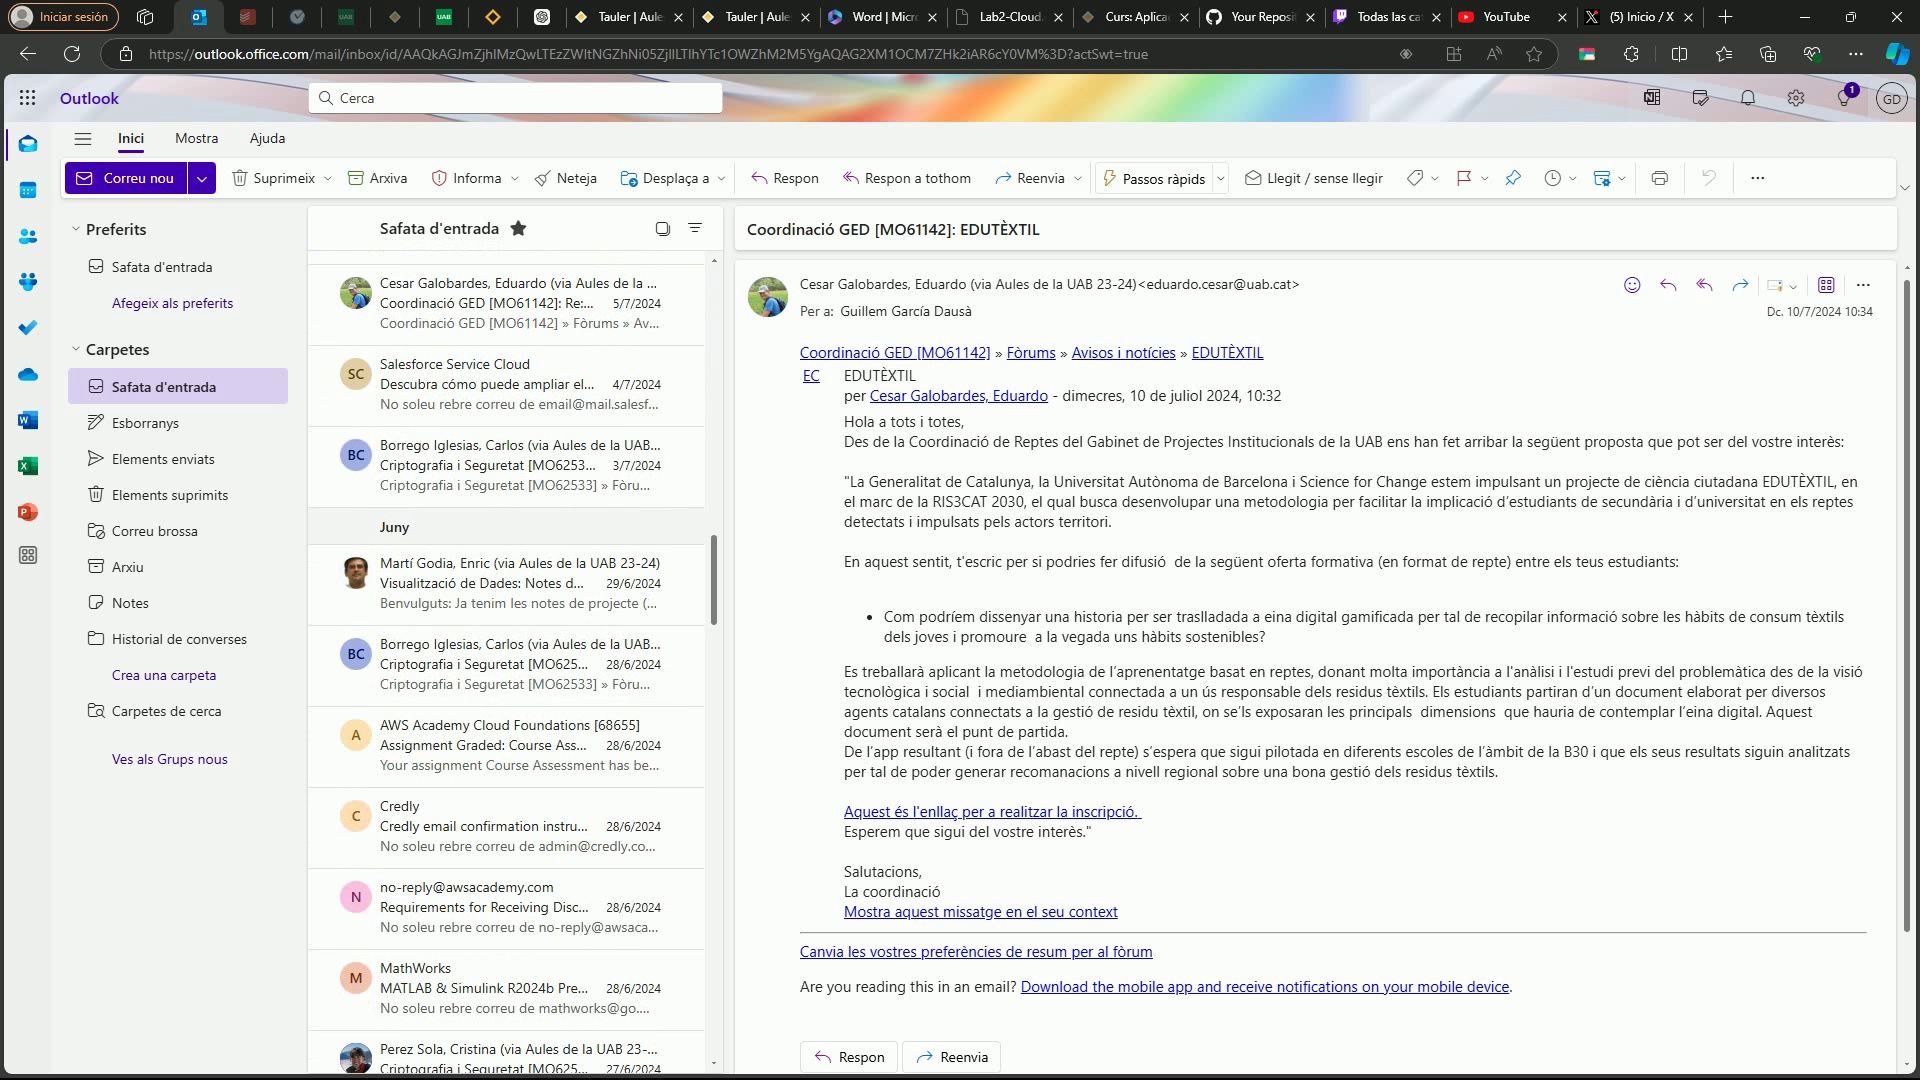 Iniciar sesión
Tauler | Aule
Tauler | Aule
Word | Micr
Lab2-Cloud.
Curs: Aplica
Your Reposi
Todas las ca
YouTube
(5) Inicio / X
https://outlook.office.com/mail/inbox/id/AAQkAGJmZjhlMzQwLTEzZWItNGZhNi05ZjllLTlhYTc1OWZhM2M5YgAQAG2XM1OCM7ZHk2iAR6cY0VM%3D?actSwt=true
Outlook
Cerca
1
GD
Inici
Mostra
Ajuda
Correu nou
Suprimeix
Arxiva
Informa
Neteja
Desplaça a
Respon
Respon a tothom
Reenvia
Passos ràpids
Llegit / sense llegir
Preferits
Safata d'entrada
Afegeix als preferits
Carpetes
Safata d'entrada
Esborranys
Elements enviats
Elements suprimits
Correu brossa
Arxiu
Notes
Historial de converses
Crea una carpeta
Carpetes de cerca
Ves als Grups nous
Safata d'entrada
Cesar Galobardes, Eduardo (via Aules de la ...
Coordinació GED [MO61142]: Re:... 5/7/2024
Coordinació GED [MO61142] » Fòrums » Av...
SC
Salesforce Service Cloud
Descubra cómo puede ampliar el... 4/7/2024
No soleu rebre correu de email@mail.salesf...
BC
Borrego Iglesias, Carlos (via Aules de la UAB...
Criptografia i Seguretat [MO6253... 3/7/2024
Criptografia i Seguretat [MO62533] » Fòru...
Juny
Martí Godia, Enric (via Aules de la UAB 23-24)
Visualització de Dades: Notes d... 29/6/2024
Benvulguts: Ja tenim les notes de projecte (...
BC
Borrego Iglesias, Carlos (via Aules de la UAB...
Criptografia i Seguretat [MO625... 28/6/2024
Criptografia i Seguretat [MO62533] » Fòru...
A
AWS Academy Cloud Foundations [68655]
Assignment Graded: Course Ass... 28/6/2024
Your assignment Course Assessment has be...
C
Credly
Credly email confirmation instru... 28/6/2024
No soleu rebre correu de admin@credly.co...
N
no-reply@awsacademy.com
Requirements for Receiving Disc... 28/6/2024
No soleu rebre correu de no-reply@awsaca...
M
MathWorks
MATLAB & Simulink R2024b Pre... 28/6/2024
No soleu rebre correu de mathworks@go....
Perez Sola, Cristina (via Aules de la UAB 23-...
Criptografia i Seguretat [MO625... 27/6/2024
Coordinació GED [MO61142]: EDUTÈXTIL
Cesar Galobardes, Eduardo (via Aules de la UAB 23-24)<eduardo.cesar@uab.cat>
Per a: Guillem García Dausà
Dc. 10/7/2024 10:34
Coordinació GED [MO61142] » Fòrums » Avisos i notícies » EDUTÈXTIL
EC EDUTÈXTIL
per Cesar Galobardes, Eduardo - dimecres, 10 de juliol 2024, 10:32
Hola a tots i totes,
Des de la Coordinació de Reptes del Gabinet de Projectes Institucionals de la UAB ens han fet arribar la següent proposta que pot ser del vostre interès:
"La Generalitat de Catalunya, la Universitat Autònoma de Barcelona i Science for Change estem impulsant un projecte de ciència ciutadana EDUTÈXTIL, en
el marc de la RIS3CAT 2030, el qual busca desenvolupar una metodologia per facilitar la implicació d'estudiants de secundària i d'universitat en els reptes
detectats i impulsats pels actors territori.
En aquest sentit, t'escric per si podries fer difusió  de la següent oferta formativa (en format de repte) entre els teus estudiants:
• Com podríem dissenyar una historia per ser traslladada a eina digital gamificada per tal de recopilar informació sobre les hàbits de consum tèxtils
dels joves i promoure  a la vegada uns hàbits sostenibles?
Es treballarà aplicant la metodologia de l'aprenentatge basat en reptes, donant molta importància a l'anàlisi i l'estudi previ del problemàtica des de la visió
tecnològica i social  i mediambiental connectada a un ús responsable dels residus tèxtils. Els estudiants partiran d'un document elaborat per diversos
agents catalans connectats a la gestió de residu tèxtil, on se'ls exposaran les principals  dimensions  que hauria de contemplar l'eina digital. Aquest
document serà el punt de partida.
De l'app resultant (i fora de l'abast del repte) s'espera que sigui pilotada en diferents escoles de l'àmbit de la B30 i que els seus resultats siguin analitzats
per tal de poder generar recomanacions a nivell regional sobre una bona gestió dels residus tèxtils.
Aquest és l'enllaç per a realitzar la inscripció.
Esperem que sigui del vostre interès."
Salutacions,
La coordinació
Mostra aquest missatge en el seu context
Canvia les vostres preferències de resum per al fòrum
Are you reading this in an email? Download the mobile app and receive notifications on your mobile device.
Respon
Reenvia